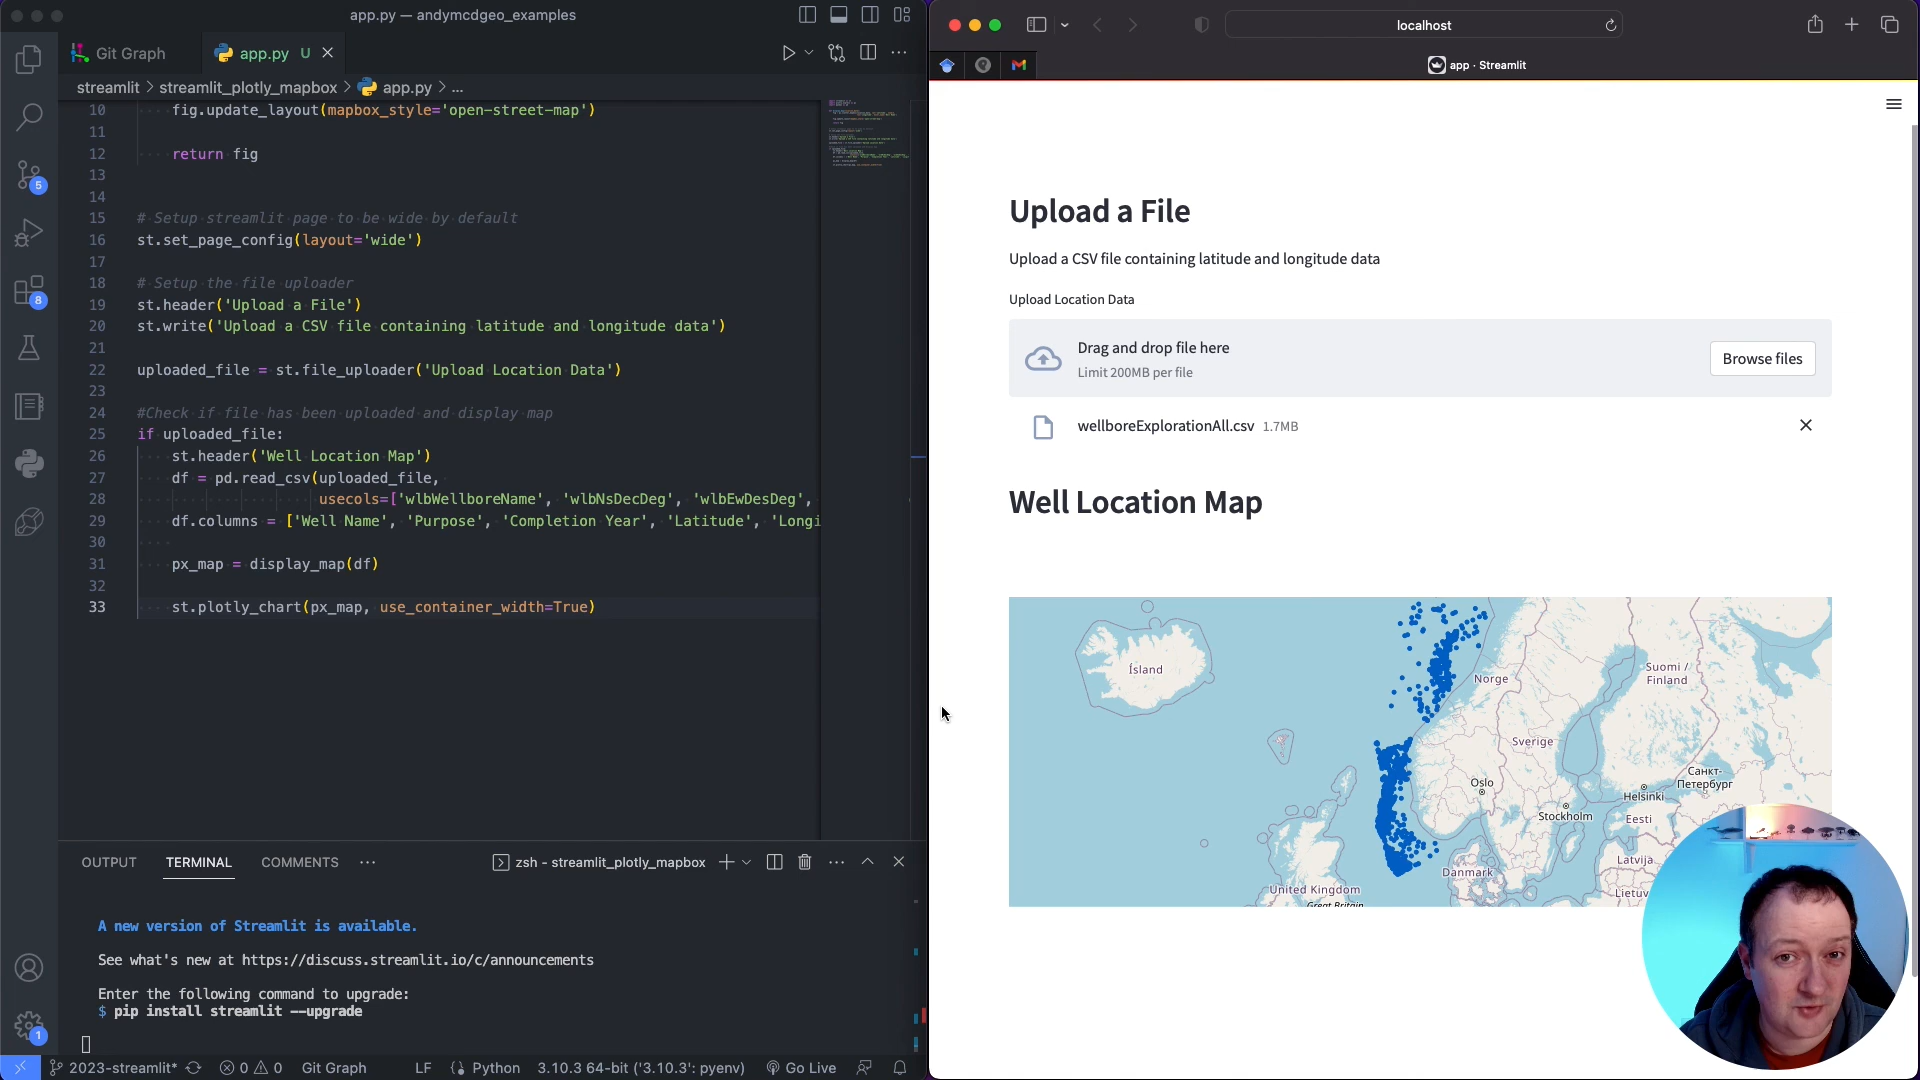 app.py — andymcdgeo_examples
Git Graph
app.py U
streamlit > streamlit_plotly_mapbox > app.py > ...
10 fig.update_layout(mapbox_style='open-street-map')
11
12 return fig
13
14
15 # Setup streamlit page to be wide by default
16 st.set_page_config(layout='wide')
17
18 # Setup the file uploader
19 st.header('Upload a File')
20 st.write('Upload a CSV file containing latitude and longitude data')
21
22 uploaded_file = st.file_uploader('Upload Location Data')
23
24 #Check if file has been uploaded and display map
25 if uploaded_file:
26 st.header('Well Location Map')
27 df = pd.read_csv(uploaded_file,
28 usecols=['wlbWellboreName', 'wlbNsDecDeg', 'wlbEwDesDeg',
29 df.columns = ['Well Name', 'Purpose', 'Completion Year', 'Latitude', 'Longi
30
31 px_map = display_map(df)
32
33 st.plotly_chart(px_map, use_container_width=True)
5
8
1
OUTPUT TERMINAL COMMENTS ···
zsh - streamlit_plotly_mapbox
A new version of Streamlit is available.
See what's new at https://discuss.streamlit.io/c/announcements
Enter the following command to upgrade:
$ pip install streamlit --upgrade
2023-streamlit* 0 0 Git Graph LF Python 3.10.3 64-bit ('3.10.3': pyenv) Go Live
localhost
app · Streamlit
Upload a File
Upload a CSV file containing latitude and longitude data
Upload Location Data
Drag and drop file here
Limit 200MB per file
Browse files
wellboreExplorationAll.csv 1.7MB
Well Location Map
Ísland
Norge
Suomi /
Finland
Sverige
Oslo
Санкт-
Петербург
Helsinki
Stockholm
Eesti
Latvija
Danmark
United Kingdom
Lietuv
Great Britain